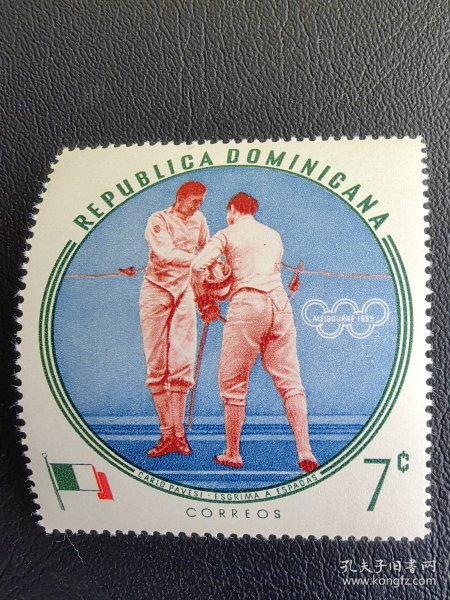 REPUBLICA DOMINICANA
MELBOURNE 1956
CARLO PAVESI - ESGRIMA A ESPADAS
7¢
CORREOS
孔夫子旧书网
www.kongfz.com